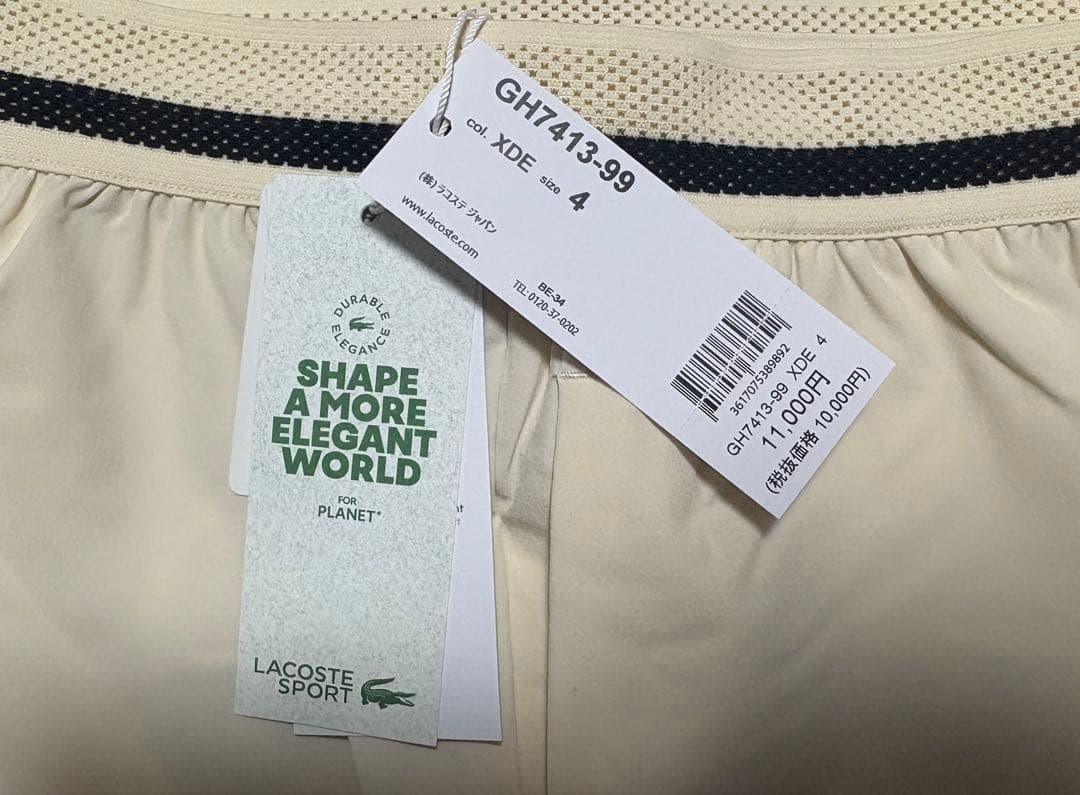 GH7413-99
col. XDE size 4
(株)ラコステ ジャパン
www.lacoste.com
BE-34
TEL: 0120-37-0202
3617075389892
GH7413-99 XDE 4
11,000円
(税抜価格 10,000円)
DURABLE
ELEGANCE
SHAPE
A MORE
ELEGANT
WORLD
FOR
PLANET*
LACOSTE
SPORT